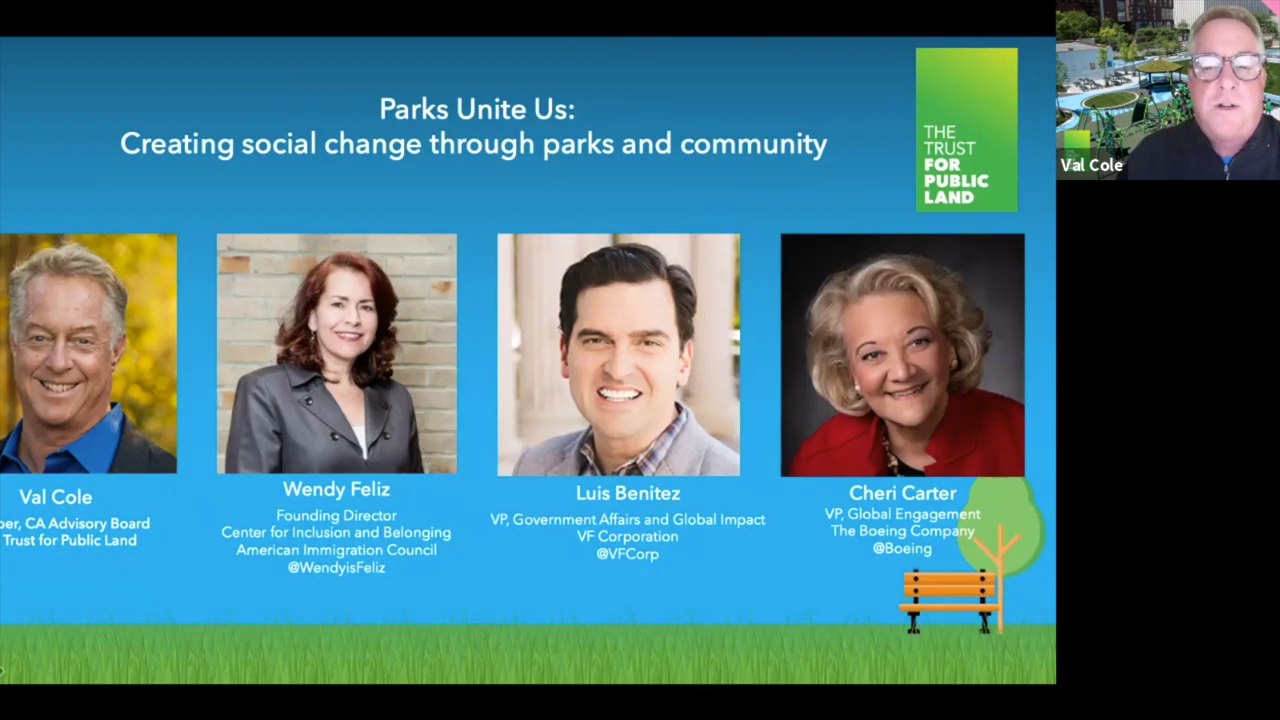 Parks Unite Us:
Creating social change through parks and community
THE
TRUST
FOR
PUBLIC
LAND
Val Cole
Val Cole
CA Advisory Board
Trust for Public Land
Wendy Feliz
Founding Director
Center for Inclusion and Belonging
American Immigration Council
@WendyisFeliz
Luis Benitez
VP, Government Affairs and Global Impact
VF Corporation
@VFCorp
Cheri Carter
VP, Global Engagement
The Boeing Company
@Boeing